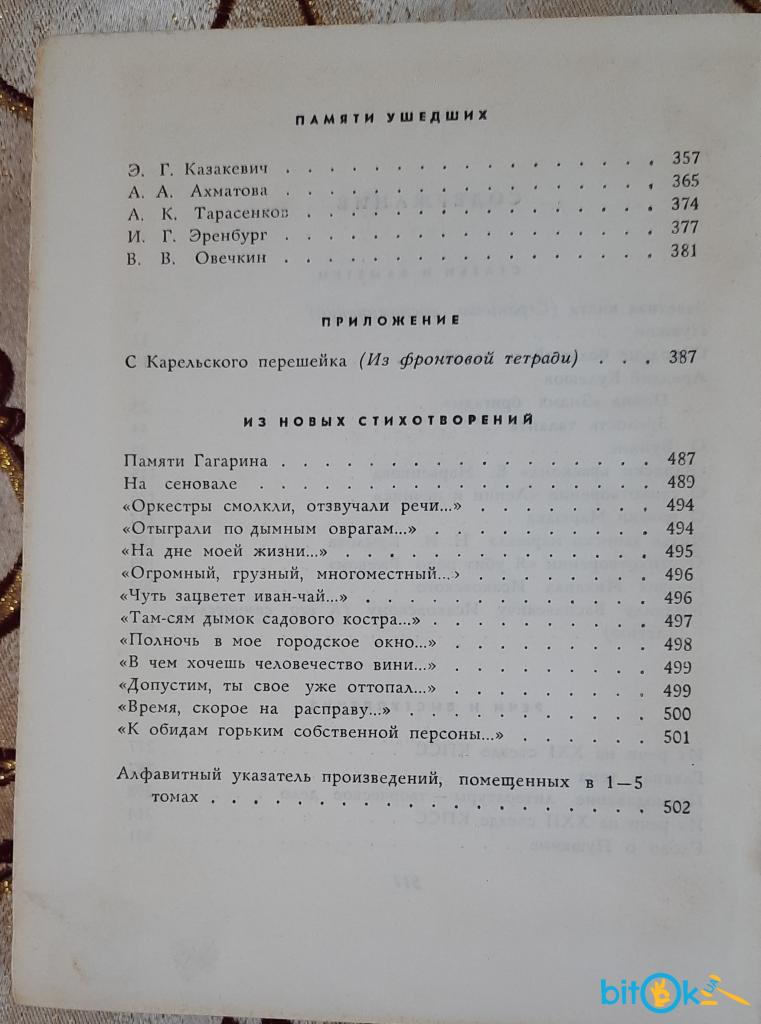 ПАМЯТИ УШЕДШИХ
Э. Г. Казакевич . . . . . . . . . . . . . . . . . 357
А. А. Ахматова . . . . . . . . . . . . . . . . . 365
А. К. Тарасенков . . . . . . . . . . . . . . . . 374
И. Г. Эренбург . . . . . . . . . . . . . . . . . 377
В. В. Овечкин . . . . . . . . . . . . . . . . . 381
ПРИЛОЖЕНИЕ
С Карельского перешейка (Из фронтовой тетради) . . . 387
ИЗ НОВЫХ СТИХОТВОРЕНИЙ
Памяти Гагарина . . . . . . . . . . . . . . . . . 487
На сеновале . . . . . . . . . . . . . . . . . . 489
«Оркестры смолкли, отзвучали речи...» . . . . . . . . 494
«Отыграли по дымным оврагам...» . . . . . . . . . . 494
«На дне моей жизни...» . . . . . . . . . . . . . . 495
«Огромный, грузный, многоместный...› . . . . . . . . 496
«Чуть зацветет иван-чай...» . . . . . . . . . . . . . 496
«Там-сям дымок садового костра...» . . . . . . . . . . 497
«Полночь в мое городское окно...» . . . . . . . . . 498
«В чем хочешь человечество вини...» . . . . . . . . . 499
«Допустим, ты свое уже оттопал...» . . . . . . . . . 499
«Время, скорое на расправу...» . . . . . . . . . . . 500
«К обидам горьким собственной персоны...» . . . . . . 501
Алфавитный указатель произведений, помещенных в 1—5
томах . . . . . . . . . . . . . . . . . . . . . 502
bitok.ua